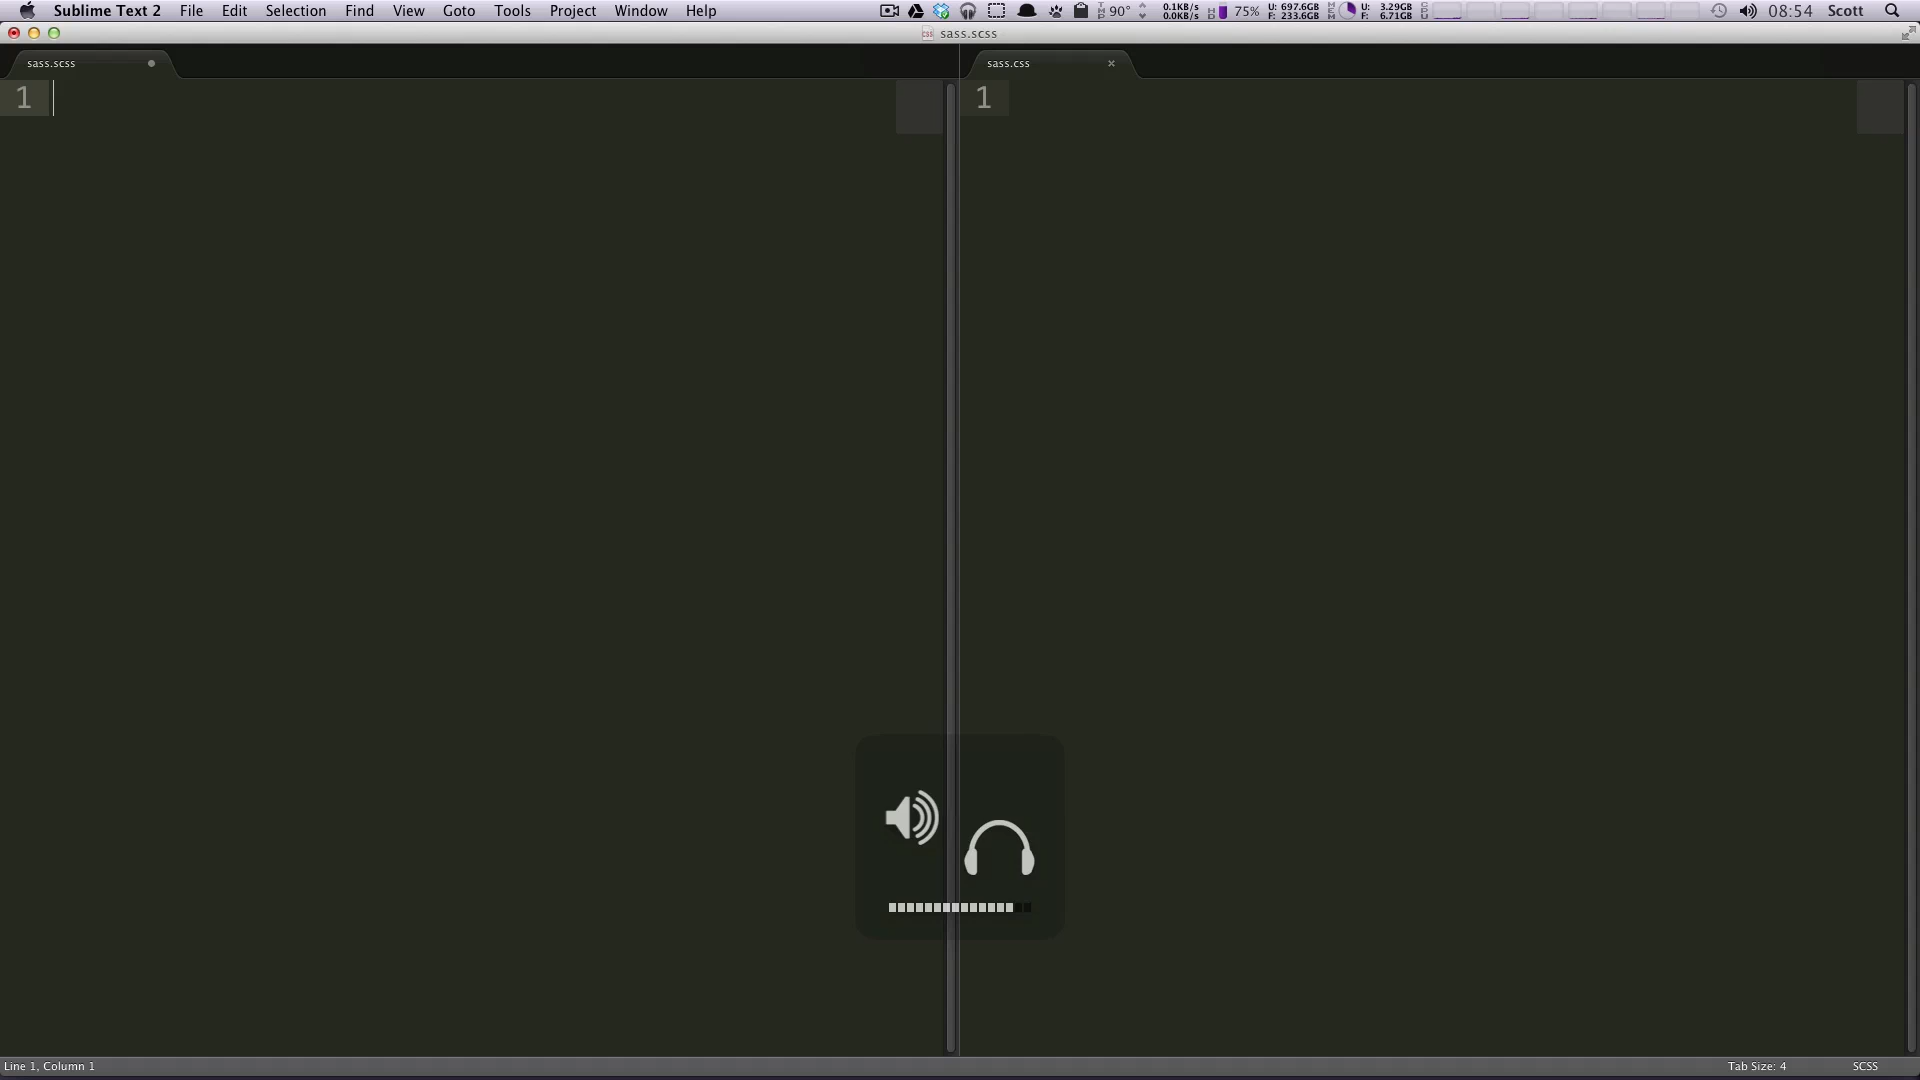 Sublime Text 2 File Edit Selection Find View Goto Tools Project Window Help 90° 0.1KB/s 0.0KB/s 75% U: 697.6GB F: 233.6GB U: 3.29GB F: 6.71GB 08:54 Scott
sass.scss
sass.scss sass.css
1 1
Line 1, Column 1 Tab Size: 4 SCSS